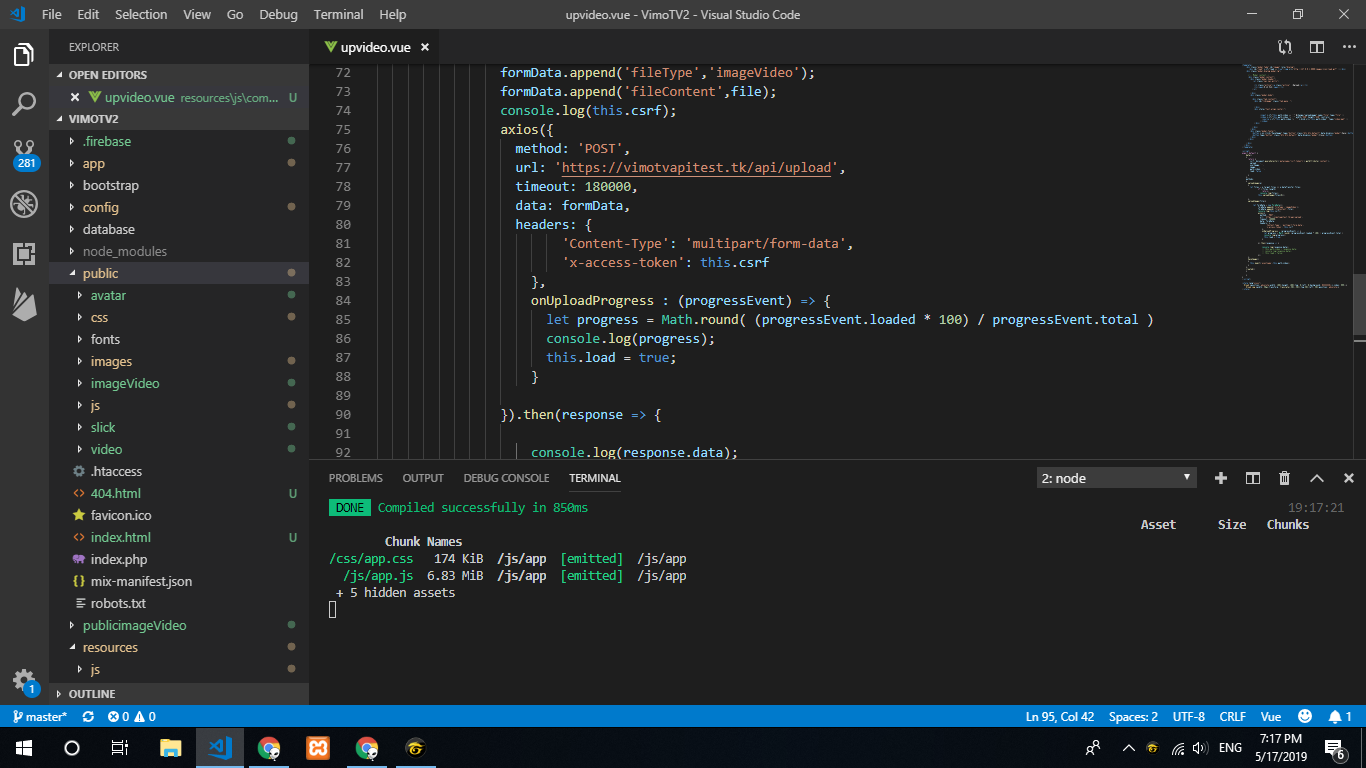 File Edit Selection View Go Debug Terminal Help
upvideo.vue - VimoTV2 - Visual Studio Code
EXPLORER
OPEN EDITORS
upvideo.vue resources\js\com... U
VIMOTV2
.firebase
app
bootstrap
config
database
node_modules
public
avatar
css
fonts
images
imageVideo
js
slick
video
.htaccess
404.html U
favicon.ico
index.html U
index.php
mix-manifest.json
robots.txt
publicimageVideo
resources
js
OUTLINE
281
1
upvideo.vue
72 formData.append('fileType','imageVideo');
73 formData.append('fileContent',file);
74 console.log(this.csrf);
75 axios({
76 method: 'POST',
77 url: 'https://vimotvapitest.tk/api/upload',
78 timeout: 180000,
79 data: formData,
80 headers: {
81 'Content-Type': 'multipart/form-data',
82 'x-access-token': this.csrf
83 },
84 onUploadProgress : (progressEvent) => {
85 let progress = Math.round( (progressEvent.loaded * 100) / progressEvent.total )
86 console.log(progress);
87 this.load = true;
88 }
89
90 }).then(response => {
91
92 console.log(response.data);
PROBLEMS OUTPUT DEBUG CONSOLE TERMINAL
2: node
DONE Compiled successfully in 850ms 19:17:21
Asset Size Chunks
Chunk Names
/css/app.css 174 KiB /js/app [emitted] /js/app
/js/app.js 6.83 MiB /js/app [emitted] /js/app
+ 5 hidden assets
master* 0 0
Ln 95, Col 42 Spaces: 2 UTF-8 CRLF Vue 1
ENG
7:17 PM
5/17/2019
6